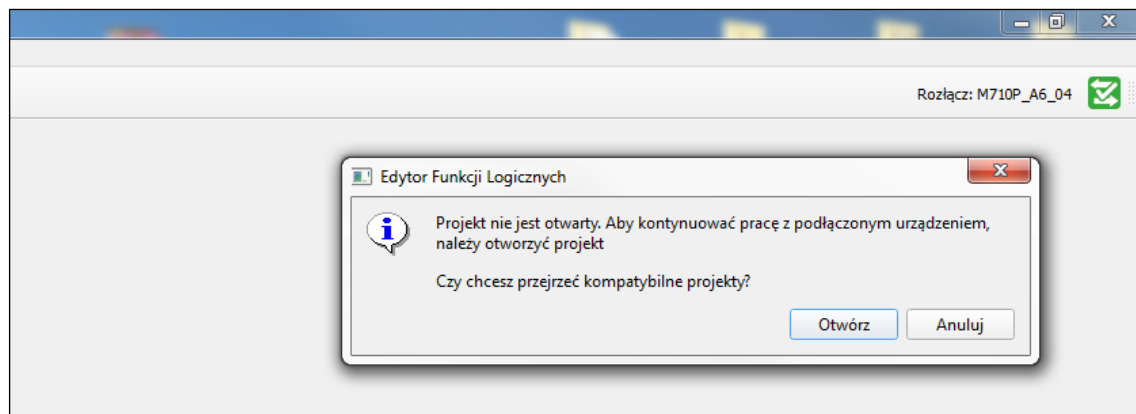 Rozłącz: M710P_A6_04
Edytor Funkcji Logicznych
Projekt nie jest otwarty. Aby kontynuować pracę z podłączonym urządzeniem,
należy otworzyć projekt
Czy chcesz przejrzeć kompatybilne projekty?
Otwórz
Anuluj